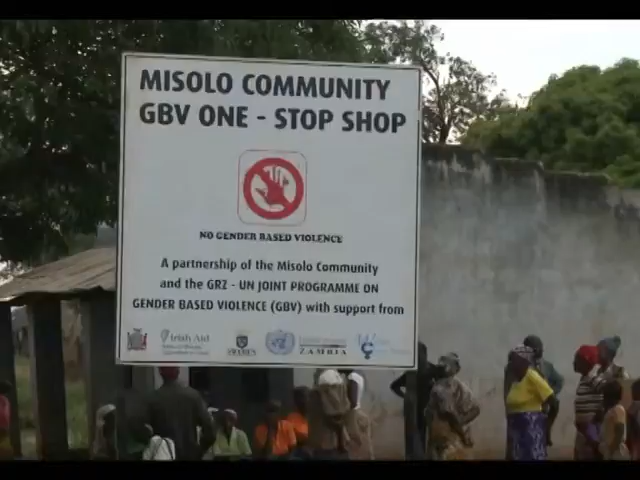 MISOLO COMMUNITY
GBV ONE - STOP SHOP
NO GENDER BASED VIOLENCE
A partnership of the Misolo Community
and the GRZ - UN JOINT PROGRAMME ON
GENDER BASED VIOLENCE (GBV) with support from
Irish Aid
SWEDEN
ZAMBIA